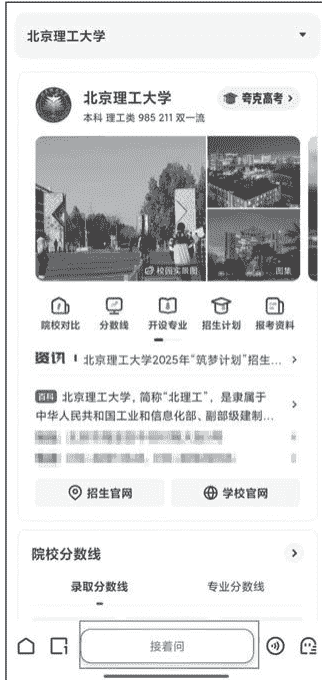 北京理工大学
北京理工大学
夸克高考
本科 理工类 985 211 双一流
校园实景图
图集
院校对比
分数线
开设专业
招生计划
报考资料
资讯
北京理工大学2025年“筑梦计划”招生...
百科 北京理工大学，简称“北理工”，是隶属于
中华人民共和国工业和信息化部、副部级建制...
招生官网
学校官网
院校分数线
录取分数线
专业分数线
接着问